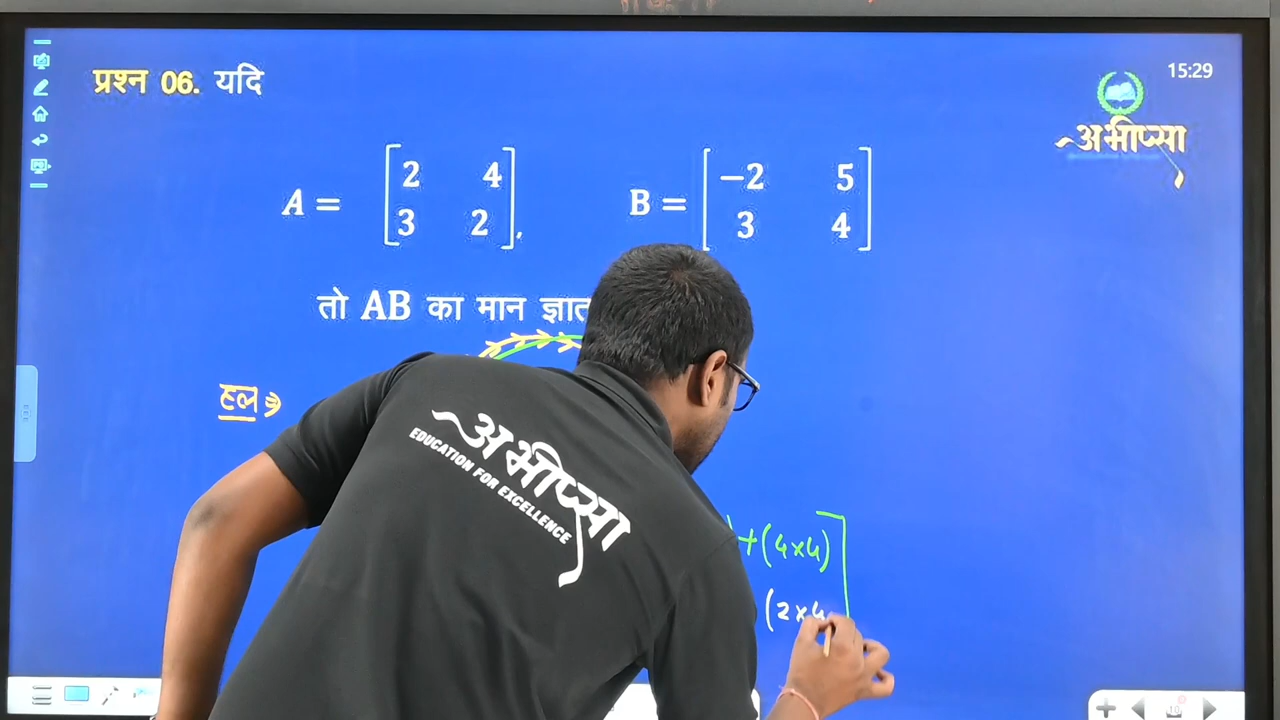 प्रश्न 06. यदि
15:29
अभीप्सा
A = [2 4
3 2],
B = [−2 5
3 4]
तो AB का मान ज्ञात
हल
अभीप्सा
EDUCATION FOR EXCELLENCE
+(4×4)
(2×4